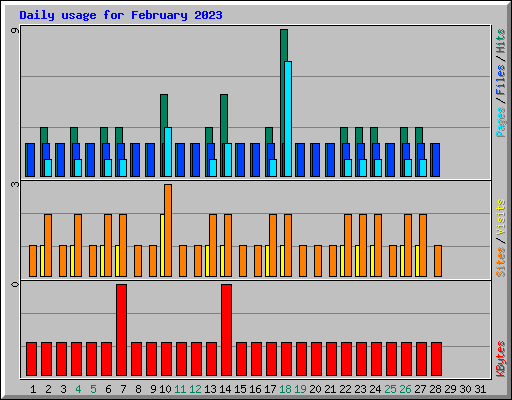 Daily usage for February 2023
9
3
0
Pages / Files / Hits
Sites / Visits
KBytes
1 2 3 4 5 6 7 8 9 10 11 12 13 14 15 16 17 18 19 20 21 22 23 24 25 26 27 28 29 30 31